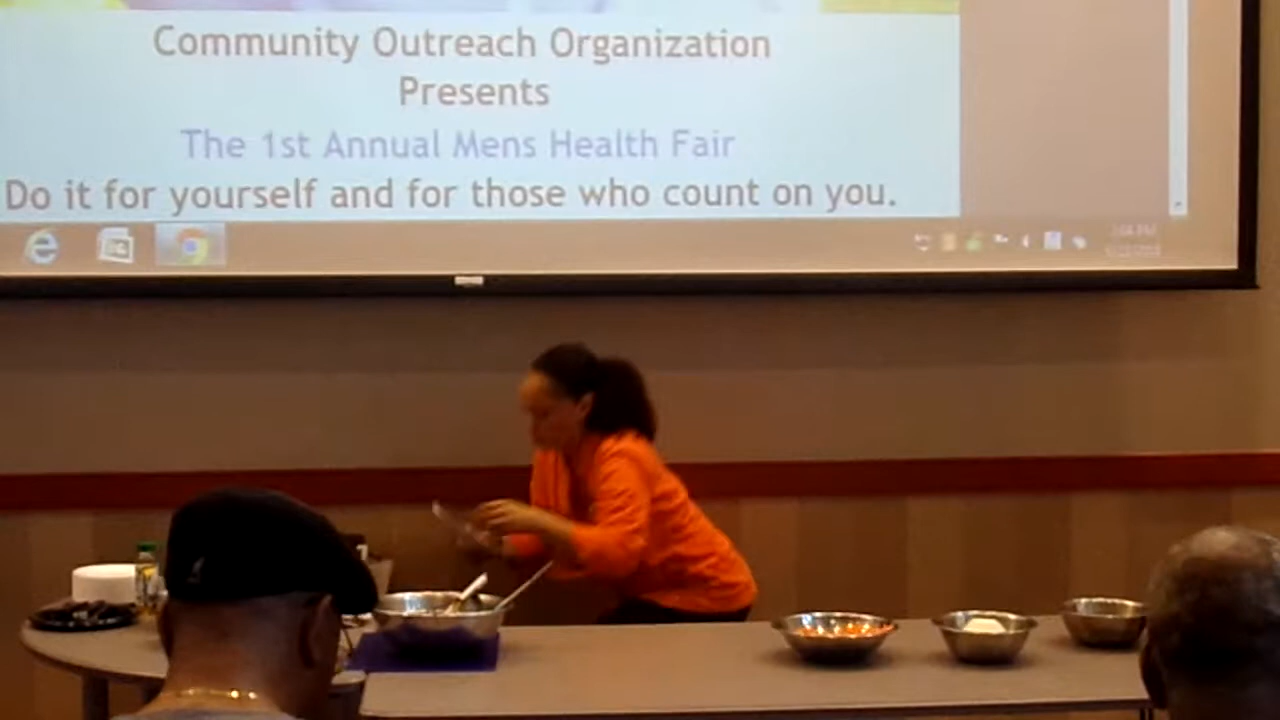 Community Outreach Organization
Presents
The 1st Annual Mens Health Fair
Do it for yourself and for those who count on you.